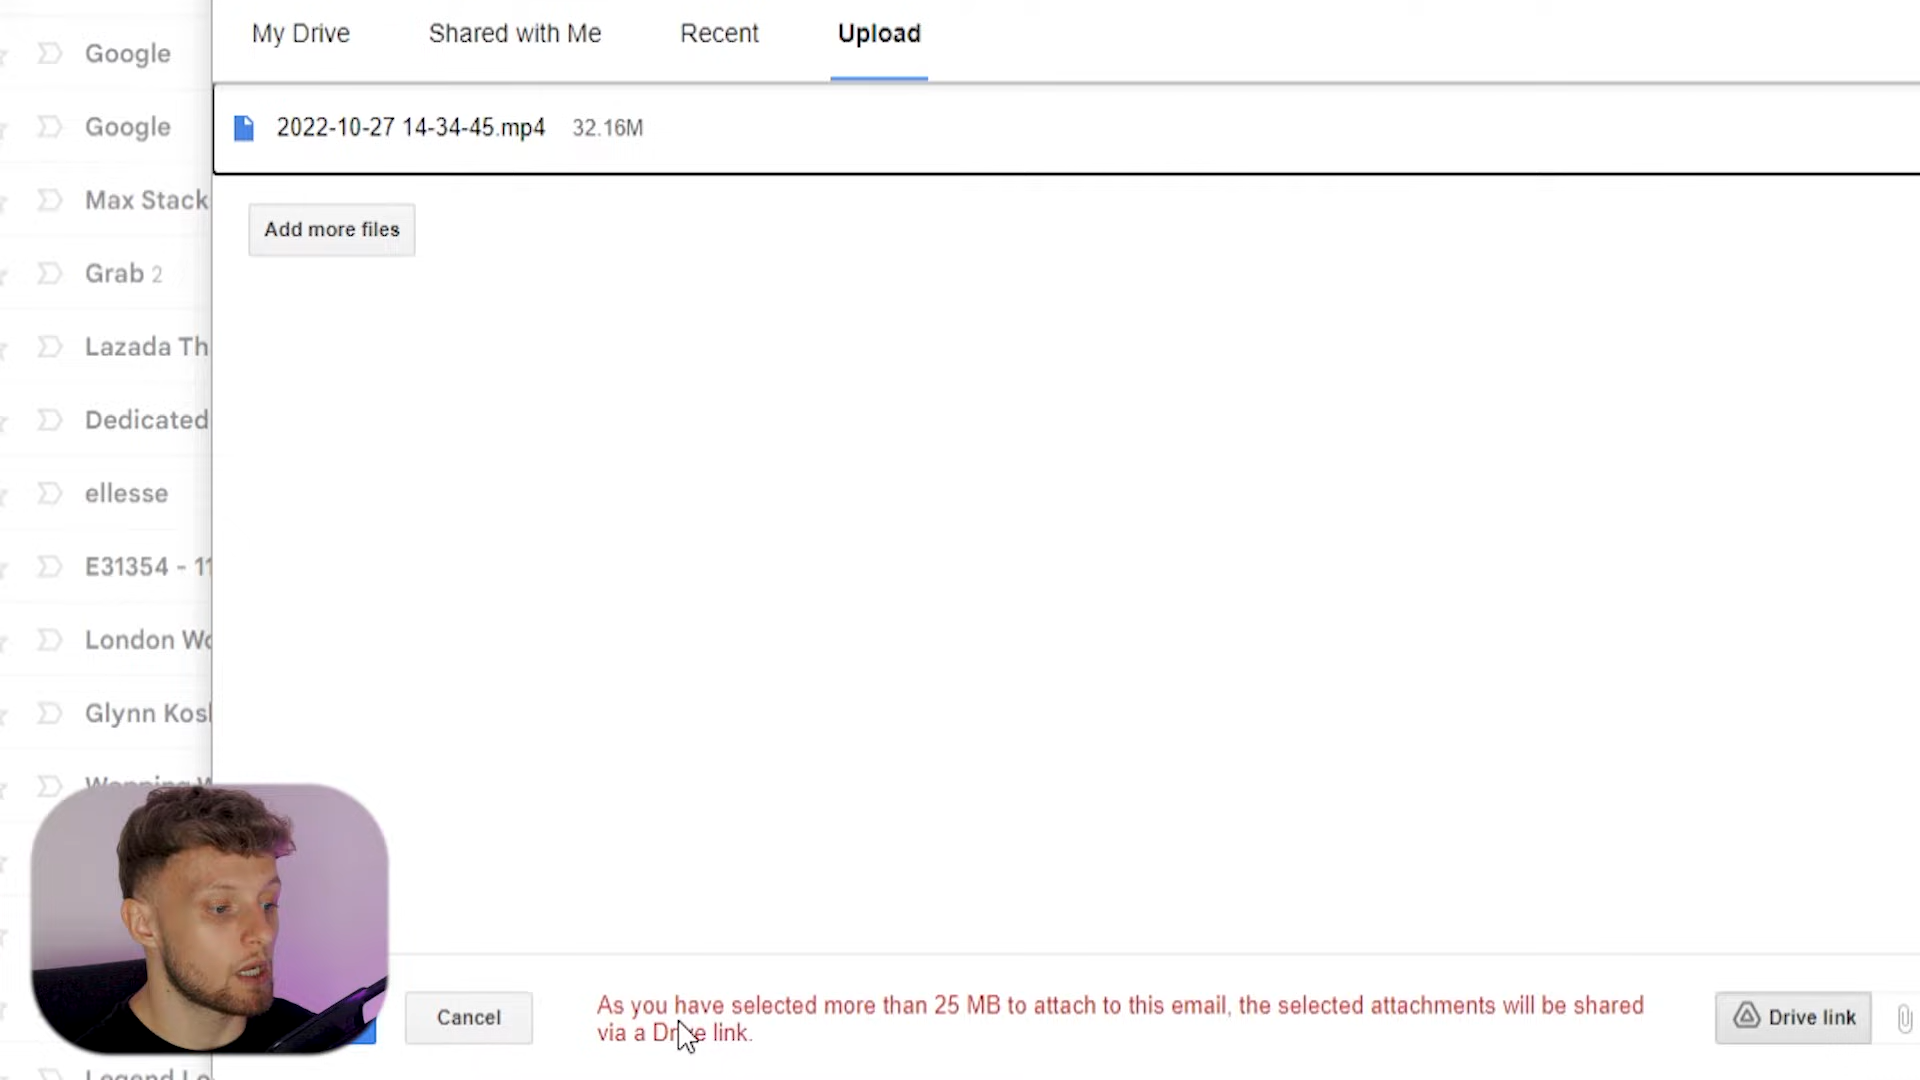 My Drive
Shared with Me
Recent
Upload
2022-10-27 14-34-45.mp4 32.16M
Add more files
Google
Google
Max Stack
Grab 2
Lazada Th
Dedicated
ellesse
E31354 - 11
London Wo
Glynn Kosl
Cancel
As you have selected more than 25 MB to attach to this email, the selected attachments will be shared
via a Drive link.
Drive link